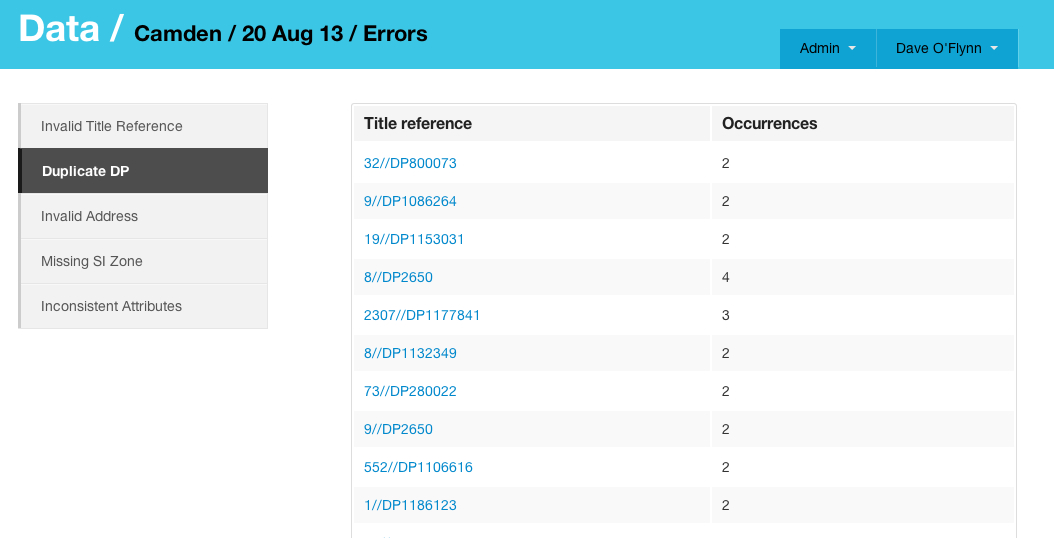 Data / Camden / 20 Aug 13 / Errors
Admin
Dave O'Flynn
Invalid Title Reference
Duplicate DP
Invalid Address
Missing SI Zone
Inconsistent Attributes
Title reference Occurrences
32//DP800073 2
9//DP1086264 2
19//DP1153031 2
8//DP2650 4
2307//DP1177841 3
8//DP1132349 2
73//DP280022 2
9//DP2650 2
552//DP1106616 2
1//DP1186123 2